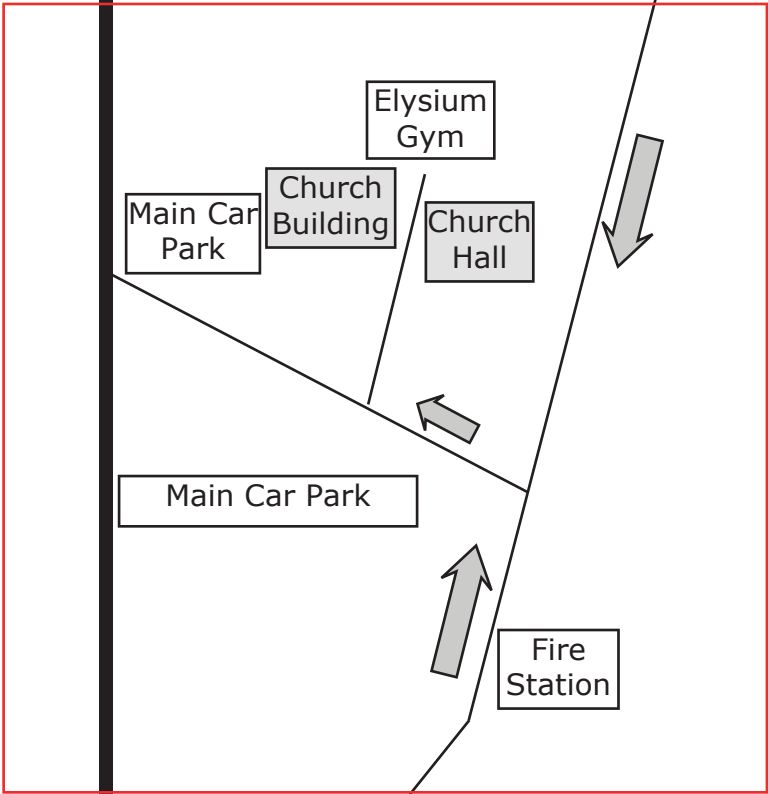 Elysium
Gym
Church
Building
Main Car
Park
Church
Hall
Main Car Park
Fire
Station